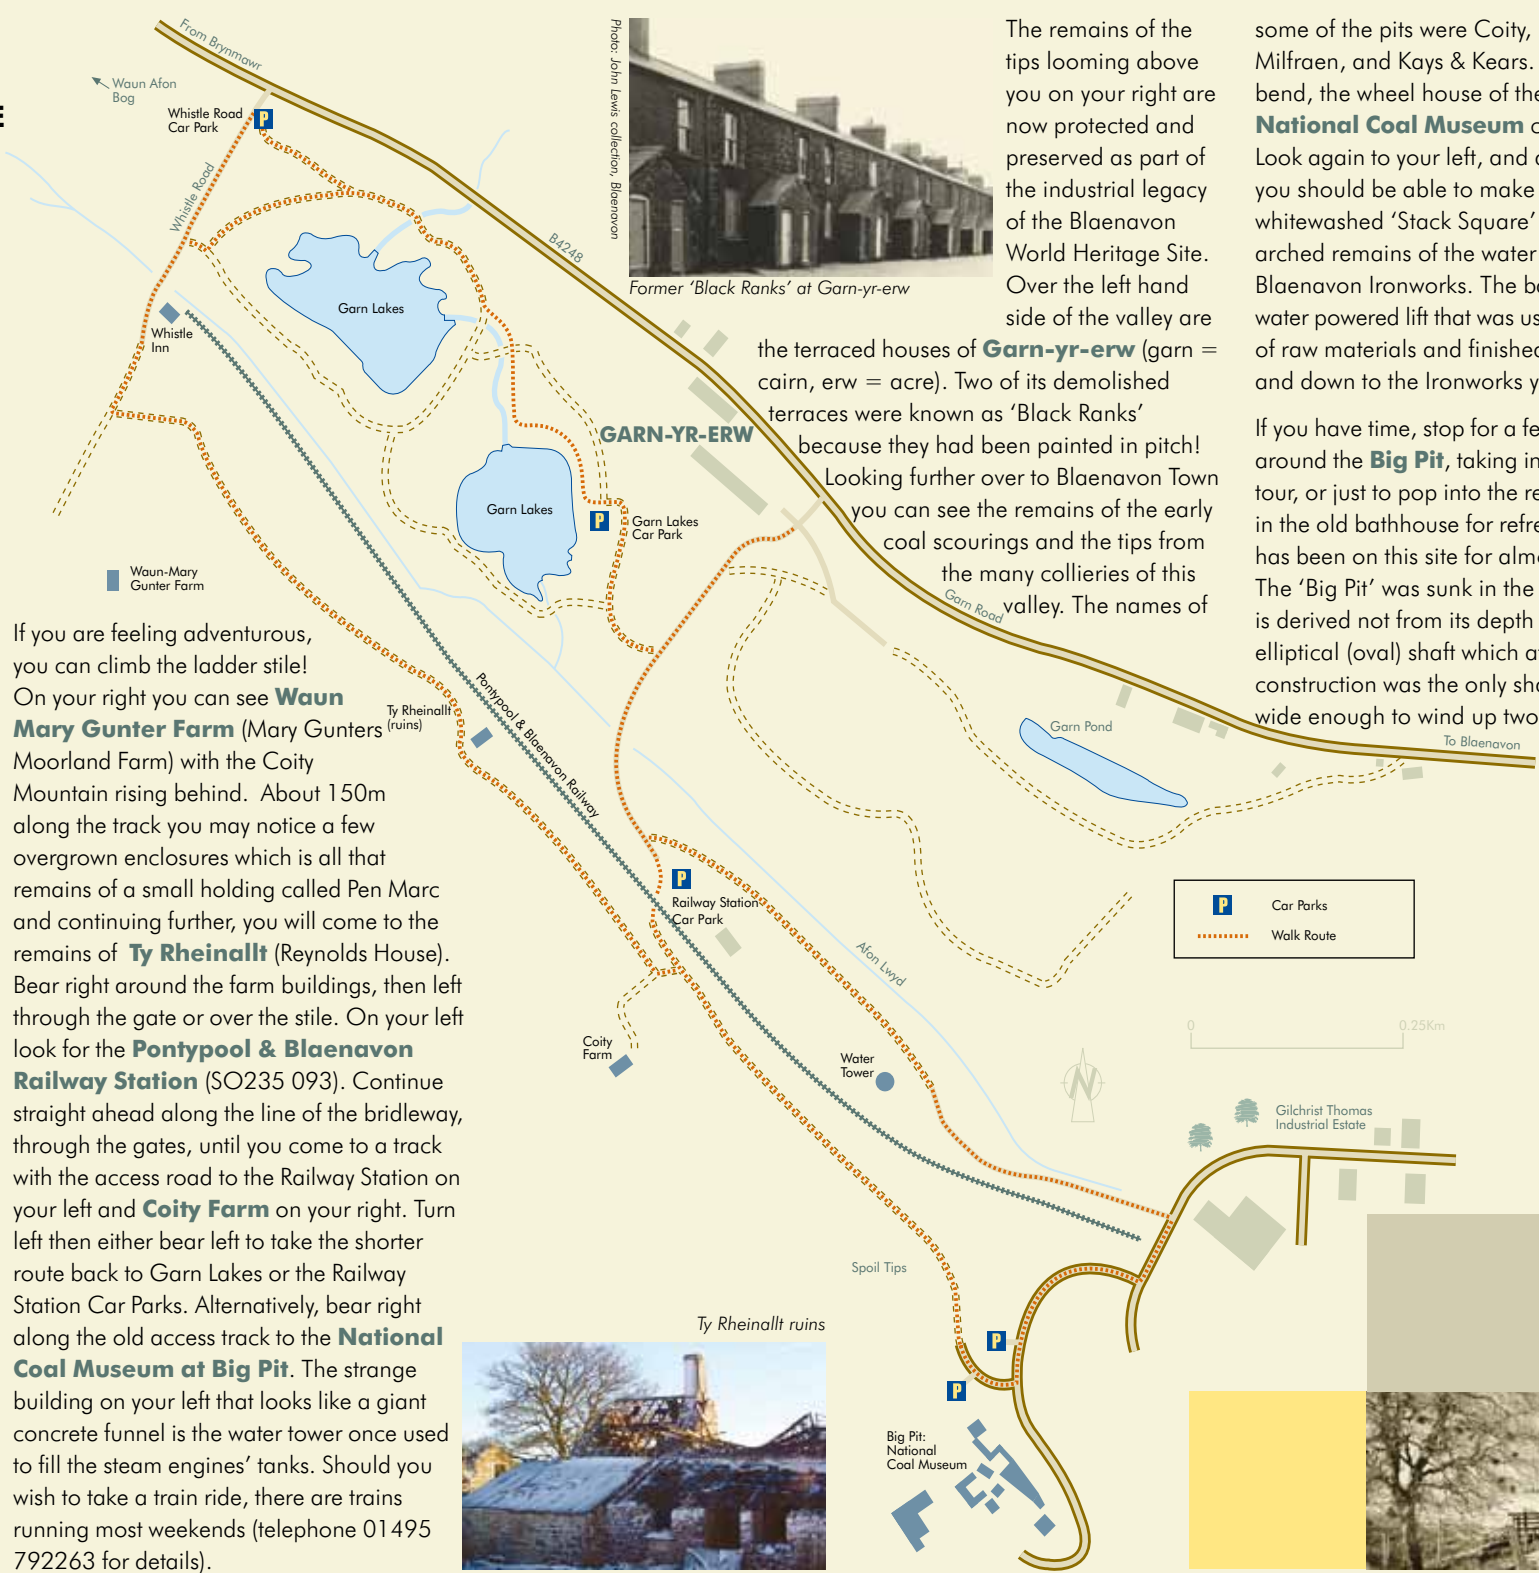 From Brynmawr
Waun Afon
Bog
Whistle Road
Car Park
Whistle Road
Whistle
Inn
Garn Lakes
B4248
GARN-YR-ERW
Garn Lakes
Garn Lakes
Car Park
Waun-Mary
Gunter Farm
Photo: John Lewis collection, Blaenavon
Former ‘Black Ranks’ at Garn-yr-erw
The remains of the
tips looming above
you on your right are
now protected and
preserved as part of
the industrial legacy
of the Blaenavon
World Heritage Site.
Over the left hand
side of the valley are
the terraced houses of Garn-yr-erw (garn =
cairn, erw = acre). Two of its demolished
terraces were known as ‘Black Ranks’
because they had been painted in pitch!
Looking further over to Blaenavon Town
you can see the remains of the early
coal scourings and the tips from
the many collieries of this
valley. The names of
some of the pits were Coity,
Milfraen, and Kays & Kears.
bend, the wheel house of the
National Coal Museum
Look again to your left, and
you should be able to make
whitewashed ‘Stack Square’
arched remains of the water
Blaenavon Ironworks. The
water powered lift that was
of raw materials and finished
and down to the Ironworks
If you have time, stop for a
around the Big Pit, taking in
tour, or just to pop into the
in the old bathhouse for
has been on this site for
The ‘Big Pit’ was sunk in the
is derived not from its depth
elliptical (oval) shaft which
construction was the only
wide enough to wind up two
Garn Road
Garn Pond
To Blaenavon
If you are feeling adventurous,
you can climb the ladder stile!
On your right you can see Waun
Mary Gunter Farm (Mary Gunters
Moorland Farm) with the Coity
Mountain rising behind. About 150m
along the track you may notice a few
overgrown enclosures which is all that
remains of a small holding called Pen Marc
and continuing further, you will come to the
remains of Ty Rheinallt (Reynolds House).
Bear right around the farm buildings, then left
through the gate or over the stile. On your left
look for the Pontypool & Blaenavon
Railway Station (SO235 093). Continue
straight ahead along the line of the bridleway,
through the gates, until you come to a track
with the access road to the Railway Station on
your left and Coity Farm on your right. Turn
left then either bear left to take the shorter
route back to Garn Lakes or the Railway
Station Car Parks. Alternatively, bear right
along the old access track to the National
Coal Museum at Big Pit. The strange
building on your left that looks like a giant
concrete funnel is the water tower once used
to fill the steam engines’ tanks. Should you
wish to take a train ride, there are trains
running most weekends (telephone 01495
792263 for details).
Ty Rheinallt
(ruins)
Pontypool & Blaenavon Railway
P
P
P
P
P
Railway Station
Car Park
Afon Lwyd
Coity
Farm
Water
Tower
P Car Parks
Walk Route
0 0.25Km
N
Gilchrist Thomas
Industrial Estate
Spoil Tips
Ty Rheinallt ruins
Big Pit:
National
Coal Museum